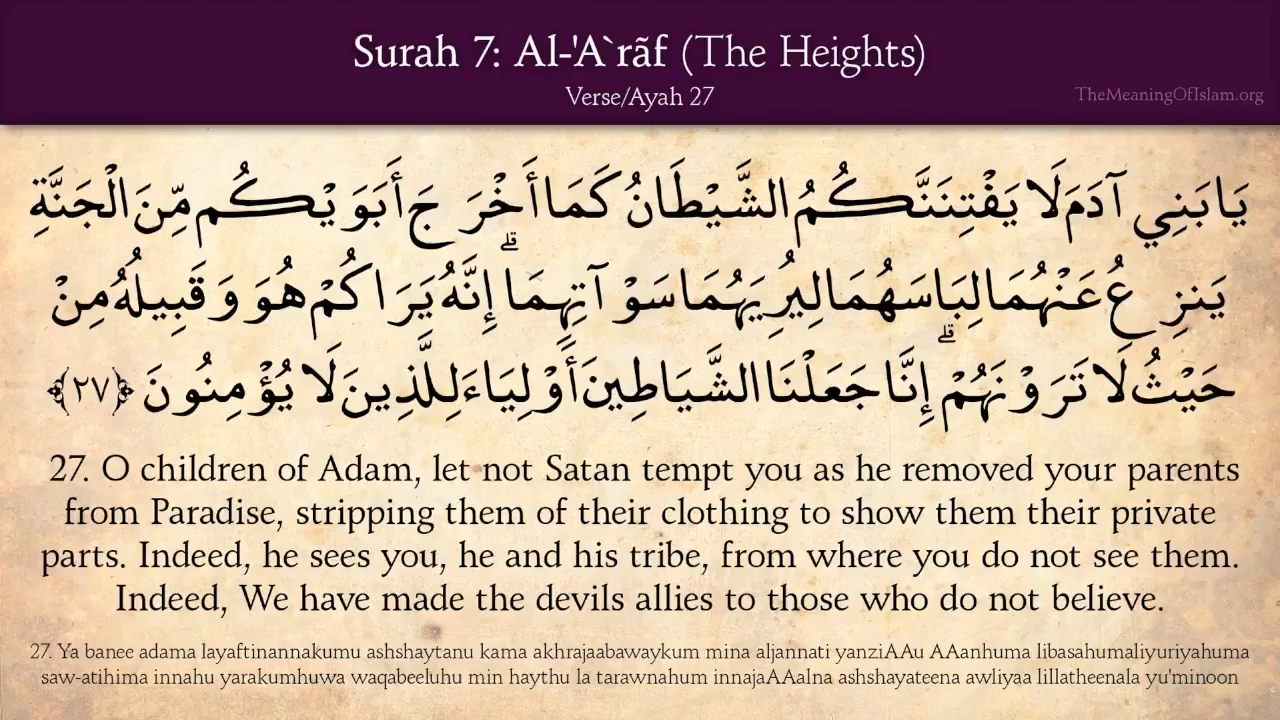 Surah 7: Al-'A`rãf (The Heights)
Verse/Ayah 27
TheMeaningOfIslam.org
يَابَنِي آدَمَ لَا يَفْتِنَنَّكُمُ الشَّيْطَانُ كَمَا أَخْرَجَ أَبَوَيْكُم مِّنَ الْجَنَّةِ
يَنزِعُ عَنْهُمَا لِبَاسَهُمَا لِيُرِيَهُمَا سَوْآتِهِمَا ۗ إِنَّهُ يَرَاكُمْ هُوَ وَقَبِيلُهُ مِنْ
حَيْثُ لَا تَرَوْنَهُمْ ۗ إِنَّا جَعَلْنَا الشَّيَاطِينَ أَوْلِيَاءَ لِلَّذِينَ لَا يُؤْمِنُونَ ﴿٢٧﴾
27. O children of Adam, let not Satan tempt you as he removed your parents
from Paradise, stripping them of their clothing to show them their private
parts. Indeed, he sees you, he and his tribe, from where you do not see them.
Indeed, We have made the devils allies to those who do not believe.
27. Ya banee adama layaftinannakumu ashshaytanu kama akhrajaabawaykum mina aljannati yanziAAu AAanhuma libasahumaliyuriyahuma
saw-atihima innahu yarakumhuwa waqabeeluhu min haythu la tarawnahum innajaAAalna ashshayateena awliyaa lillatheenala yu'minoon